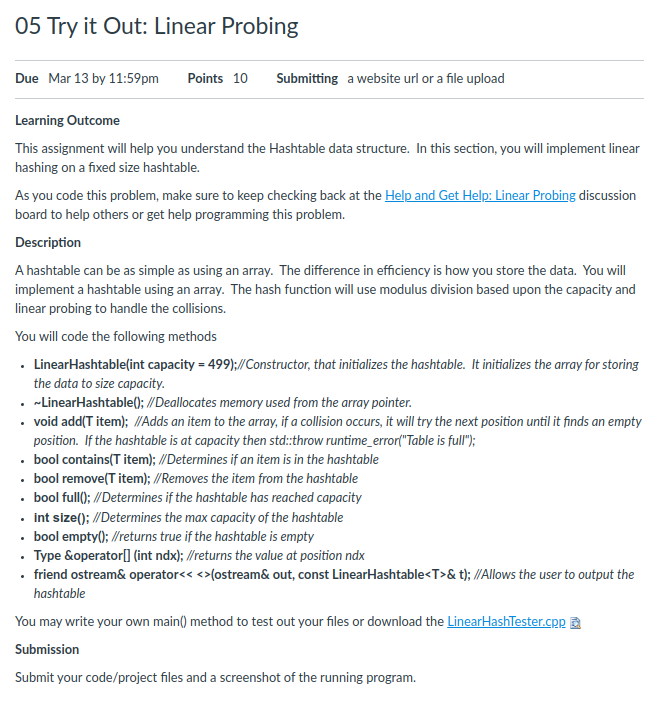 05 Try it Out: Linear Probing
Due Mar 13 by 11:59pm Points 10 Submitting a website url or a file upload
Learning Outcome
This assignment will help you understand the Hashtable data structure. In this section, you will implement linear
hashing on a fixed size hashtable.
As you code this problem, make sure to keep checking back at the Help and Get Help: Linear Probing discussion
board to help others or get help programming this problem.
Description
A hashtable can be as simple as using an array. The difference in efficiency is how you store the data. You will
implement a hashtable using an array. The hash function will use modulus division based upon the capacity and
linear probing to handle the collisions.
You will code the following methods
• LinearHashtable(int capacity = 499);//Constructor, that initializes the hashtable. It initializes the array for storing
the data to size capacity.
• ~LinearHashtable(); //Deallocates memory used from the array pointer.
• void add(T item); //Adds an item to the array, if a collision occurs, it will try the next position until it finds an empty
position. If the hashtable is at capacity then std::throw runtime_error("Table is full");
• bool contains(T item); //Determines if an item is in the hashtable
• bool remove(T item); //Removes the item from the hashtable
• bool full(); //Determines if the hashtable has reached capacity
• int size(); //Determines the max capacity of the hashtable
• bool empty(); //returns true if the hashtable is empty
• Type &operator[] (int ndx); //returns the value at position ndx
• friend ostream& operator<< <>(ostream& out, const LinearHashtable<T>& t); //Allows the user to output the
hashtable
You may write your own main() method to test out your files or download the LinearHashTester.cpp
Submission
Submit your code/project files and a screenshot of the running program.